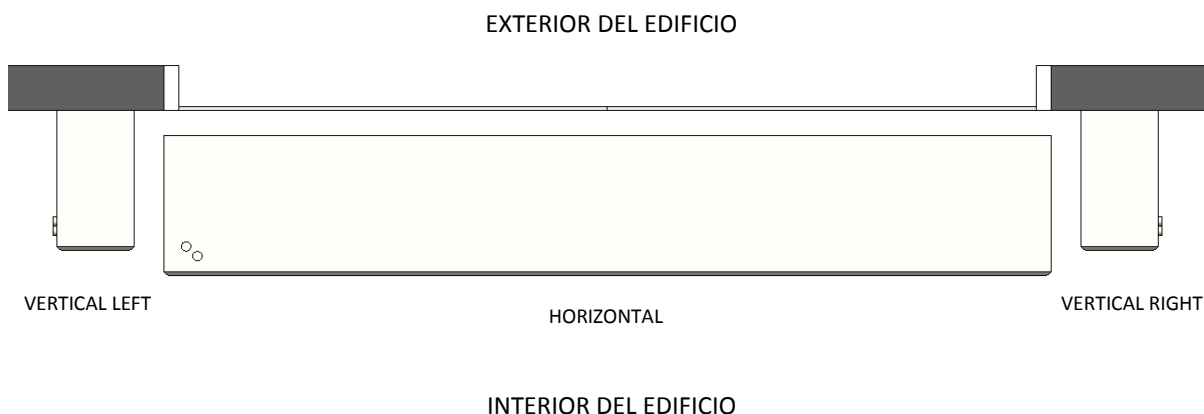 EXTERIOR DEL EDIFICIO
VERTICAL LEFT
HORIZONTAL
VERTICAL RIGHT
INTERIOR DEL EDIFICIO